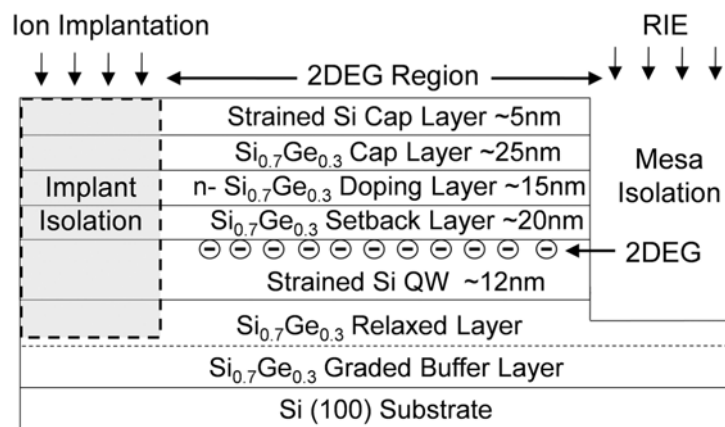 Ion Implantation
RIE
2DEG Region
Strained Si Cap Layer ~5nm
Si0.7Ge0.3 Cap Layer ~25nm
Implant
Isolation
n- Si0.7Ge0.3 Doping Layer ~15nm
Mesa
Isolation
Si0.7Ge0.3 Setback Layer ~20nm
2DEG
Strained Si QW ~12nm
Si0.7Ge0.3 Relaxed Layer
Si0.7Ge0.3 Graded Buffer Layer
Si (100) Substrate